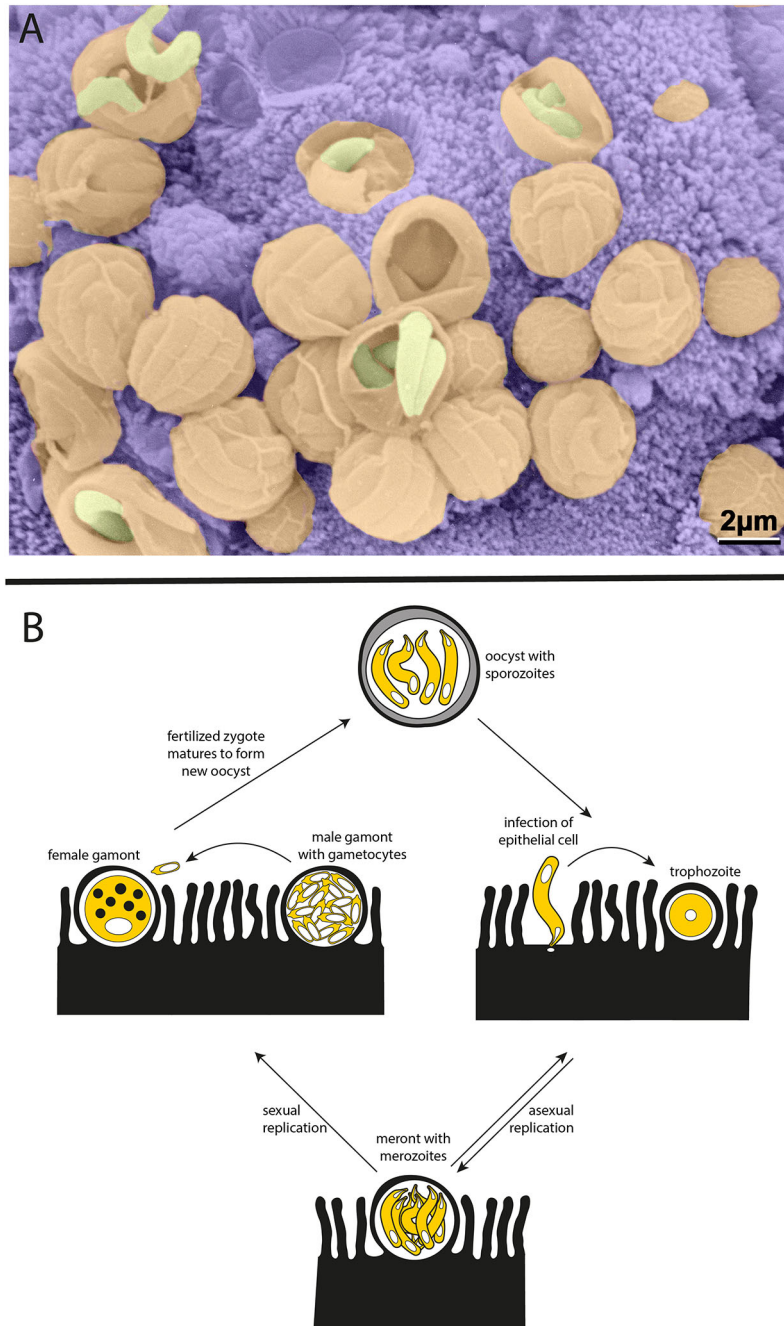 A
2μm
B
oocyst with
sporozoites
fertilized zygote
matures to form
new oocyst
infection of
epithelial cell
male gamont
with gametocytes
female gamont
trophozoite
sexual
replication
asexual
replication
meront with
merozoites